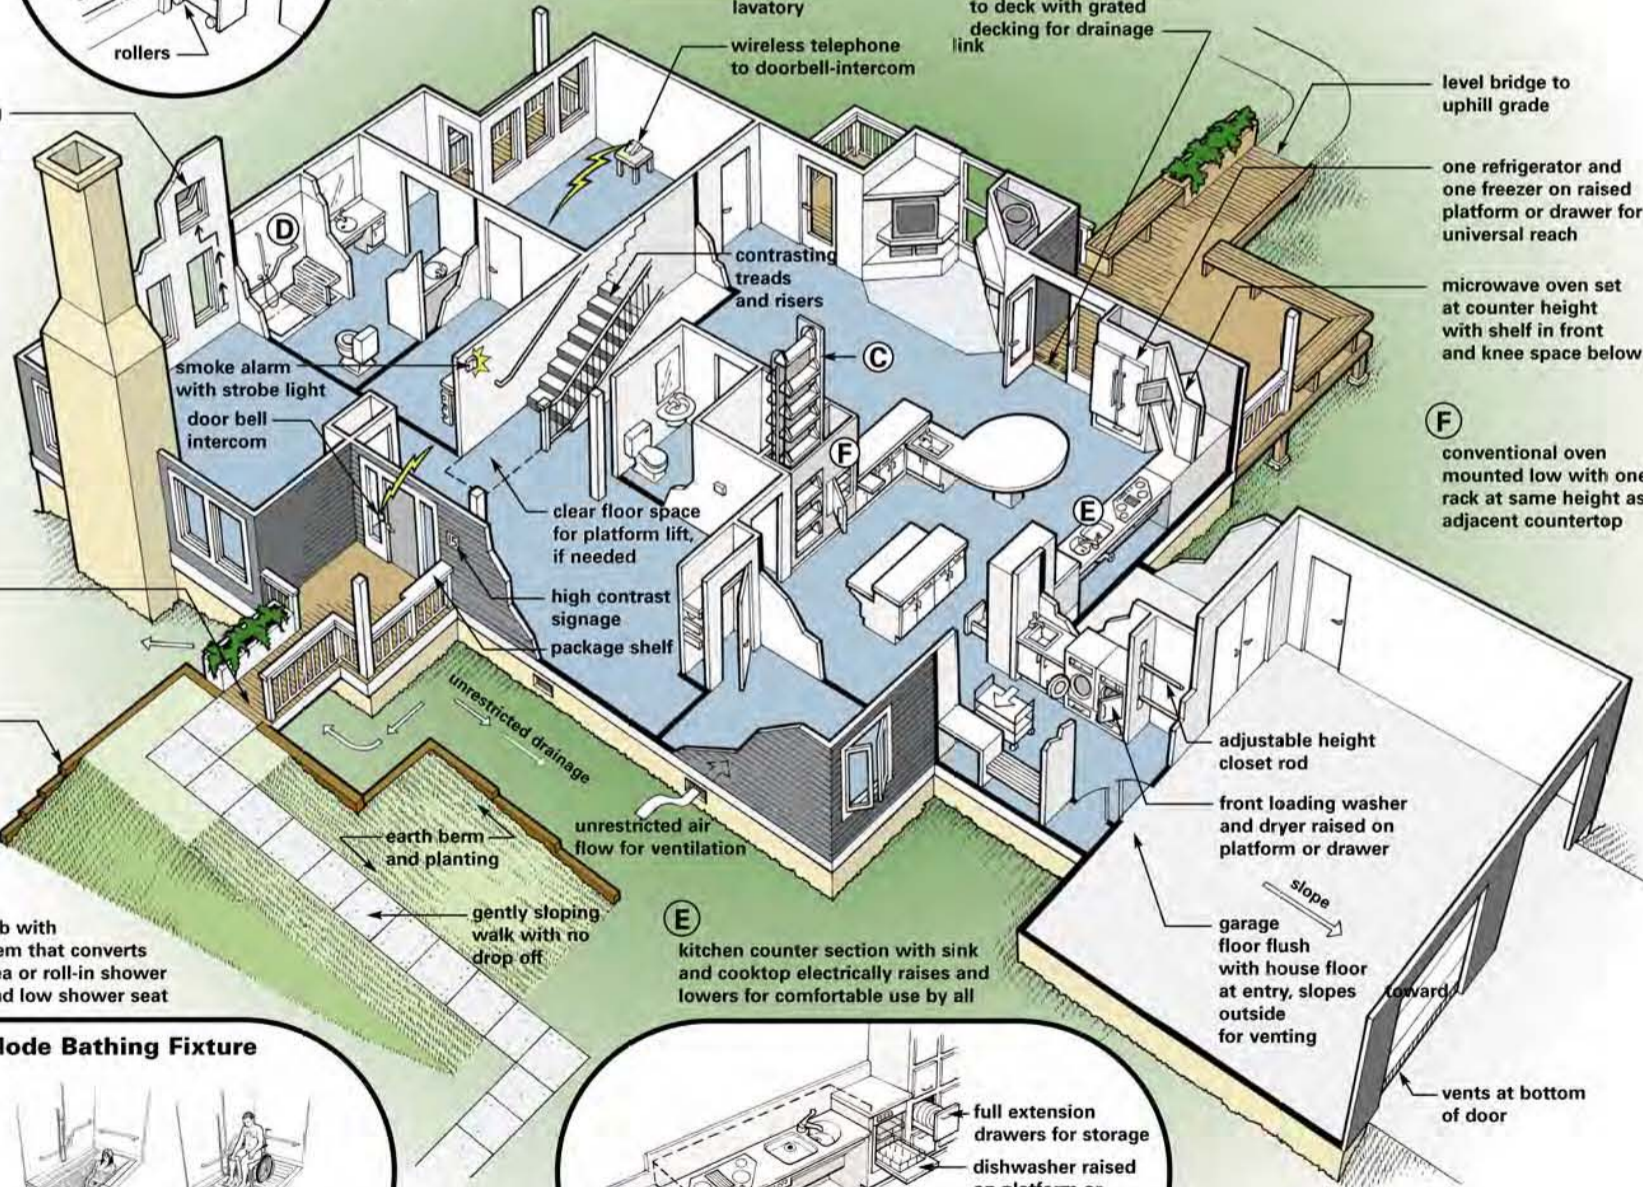 lavatory
to deck with grated
decking for drainage
link
rollers
wireless telephone
to doorbell-intercom
level bridge to
uphill grade
one refrigerator and
one freezer on raised
platform or drawer for
universal reach
D
contrasting
treads
and risers
microwave oven set
at counter height
with shelf in front
and knee space below
C
smoke alarm
with strobe light
door bell
intercom
F
F
conventional oven
mounted low with one
rack at same height as
adjacent countertop
E
clear floor space
for platform lift,
if needed
high contrast
signage
package shelf
unrestricted drainage
adjustable height
closet rod
front loading washer
and dryer raised on
platform or drawer
earth berm
and planting
unrestricted air
flow for ventilation
slope
gently sloping
walk with no
drop off
E
kitchen counter section with sink
and cooktop electrically raises and
lowers for comfortable use by all
garage
floor flush
with house floor
at entry, slopes toward
outside
for venting
with
that converts
or roll-in shower
low shower seat
Bathing Fixture
vents at bottom
of door
full extension
drawers for storage
dishwasher raised
on platform or